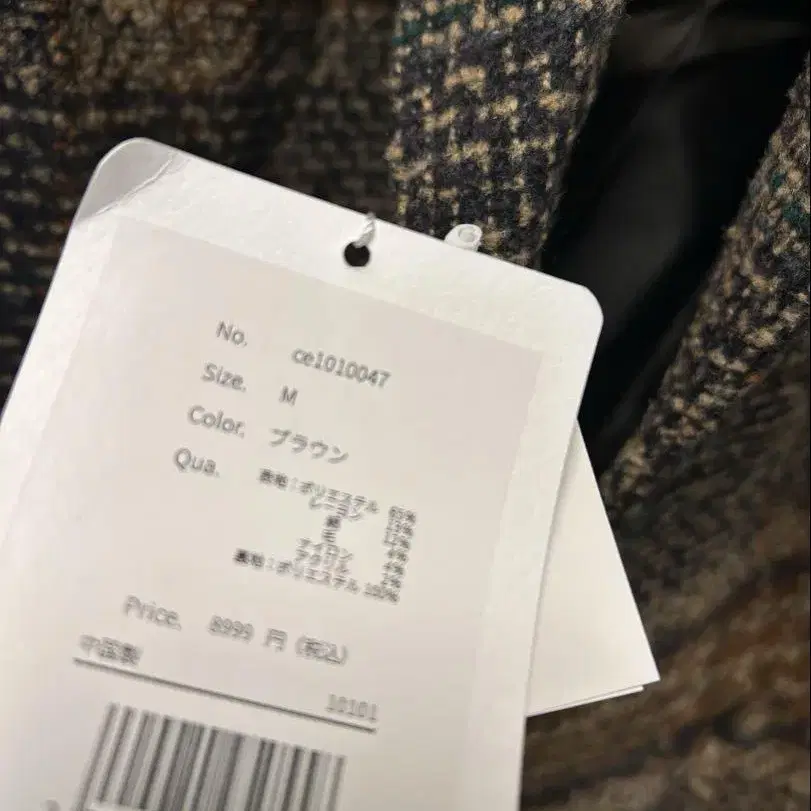 No. ce1010047
Size. M
Color. ブラウン
Qua. 表地:ポリエステル
レーヨン
綿
毛
ナイロン 4%
アクリル 2%
裏地:ポリエステル 100%
Price. 8999 円 (税込)
中国製
10101